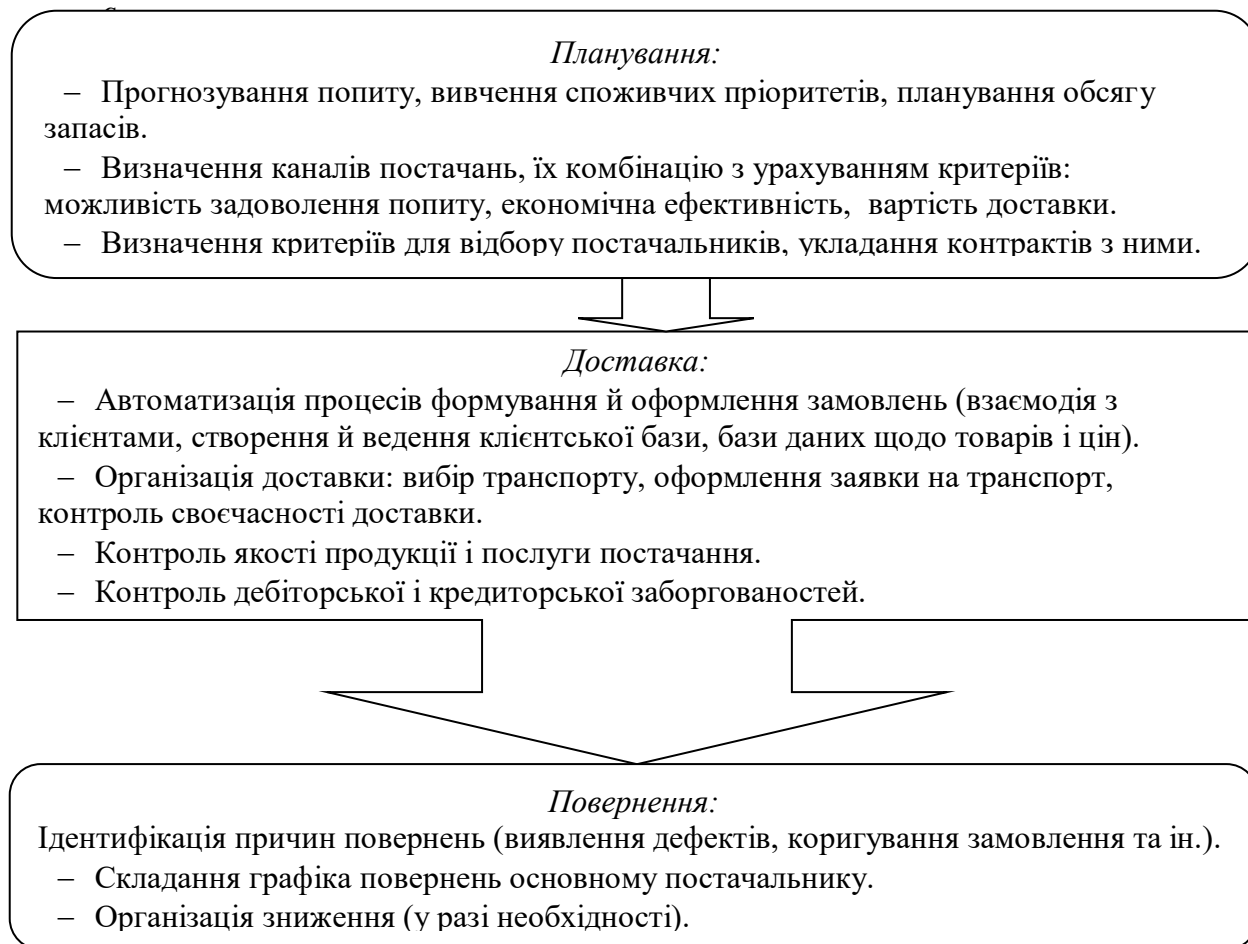 Планування:
– Прогнозування попиту, вивчення споживчих пріоритетів, планування обсягу
запасів.
– Визначення каналів постачань, їх комбінацію з урахуванням критеріїв:
можливість задоволення попиту, економічна ефективність, вартість доставки.
– Визначення критеріїв для відбору постачальників, укладання контрактів з ними.
Доставка:
– Автоматизація процесів формування й оформлення замовлень (взаємодія з
клієнтами, створення й ведення клієнтської бази, бази даних щодо товарів і цін).
– Організація доставки: вибір транспорту, оформлення заявки на транспорт,
контроль своєчасності доставки.
– Контроль якості продукції і послуги постачання.
– Контроль дебіторської і кредиторської заборгованостей.
Повернення:
Ідентифікація причин повернень (виявлення дефектів, коригування замовлення та ін.).
– Складання графіка повернень основному постачальнику.
– Організація зниження (у разі необхідності).